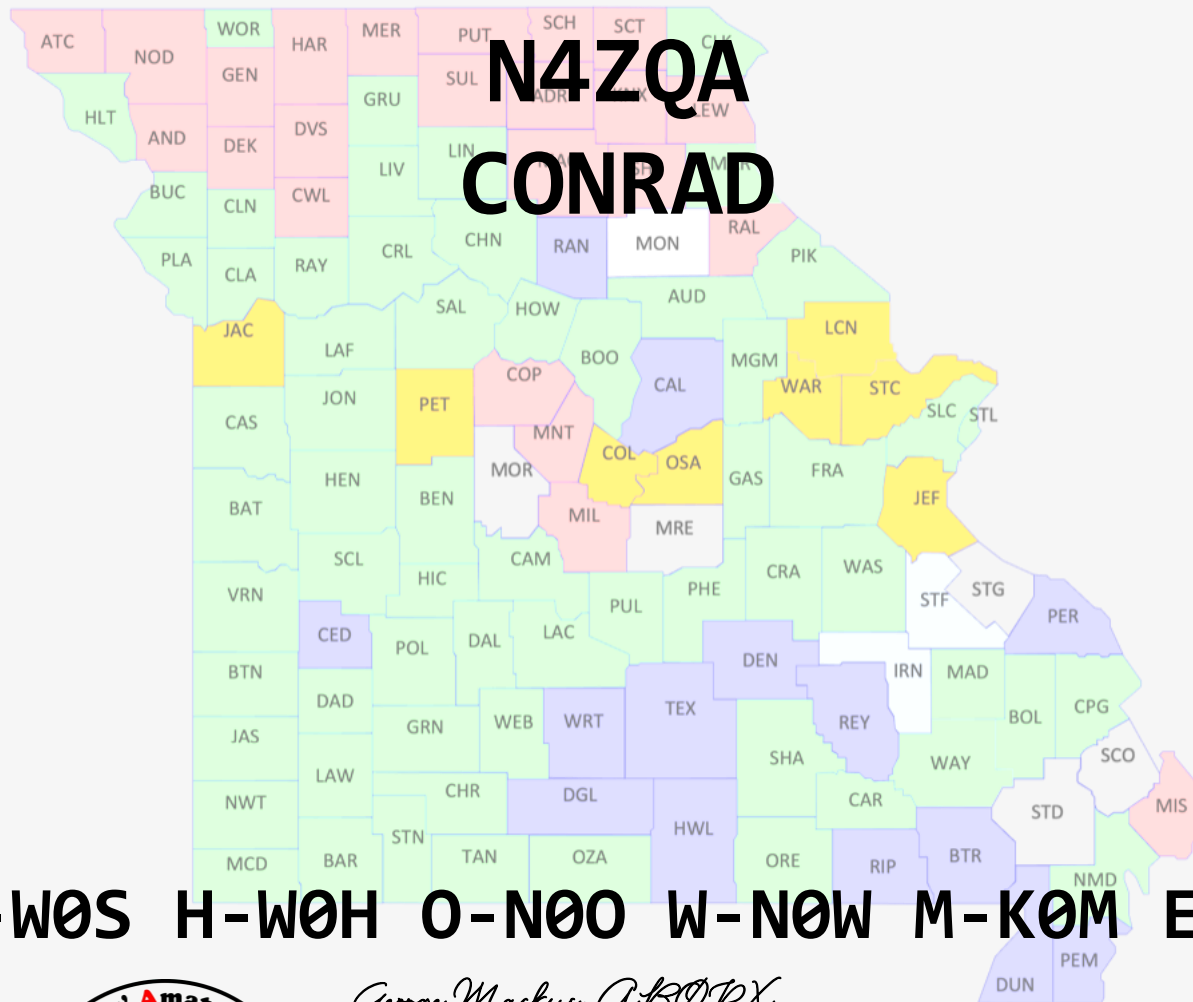 N4ZQA
CONRAD
-W0S H-W0H O-N0O W-N0W M-K0M E
ATC NOD WOR HAR MER PUT SCH SCT CLK
GEN SUL LEW
HLT AND DEK DVS GRU LIN
BUC CLN CWL LIV
PLA CLA RAY CRL CHN RAN MON RAL PIK
JAC LAF SAL HOW BOO AUD LCN
CAS JON PET COP CAL MGM WAR STC SLC STL
MNT COL OSA
BAT HEN BEN MOR MIL MRE GAS FRA JEF
VRN SCL HIC CAM PUL PHE CRA WAS STF STG PER
CED POL DAL LAC DEN IRN MAD
BTN DAD TEX BOL CPG
JAS GRN WEB WRT REY WAY SCO
LAW SHA
NWT CHR DGL CAR STD MIS
STN HWL
MCD BAR TAN OZA ORE RIP BTR NMD
DUN PEM